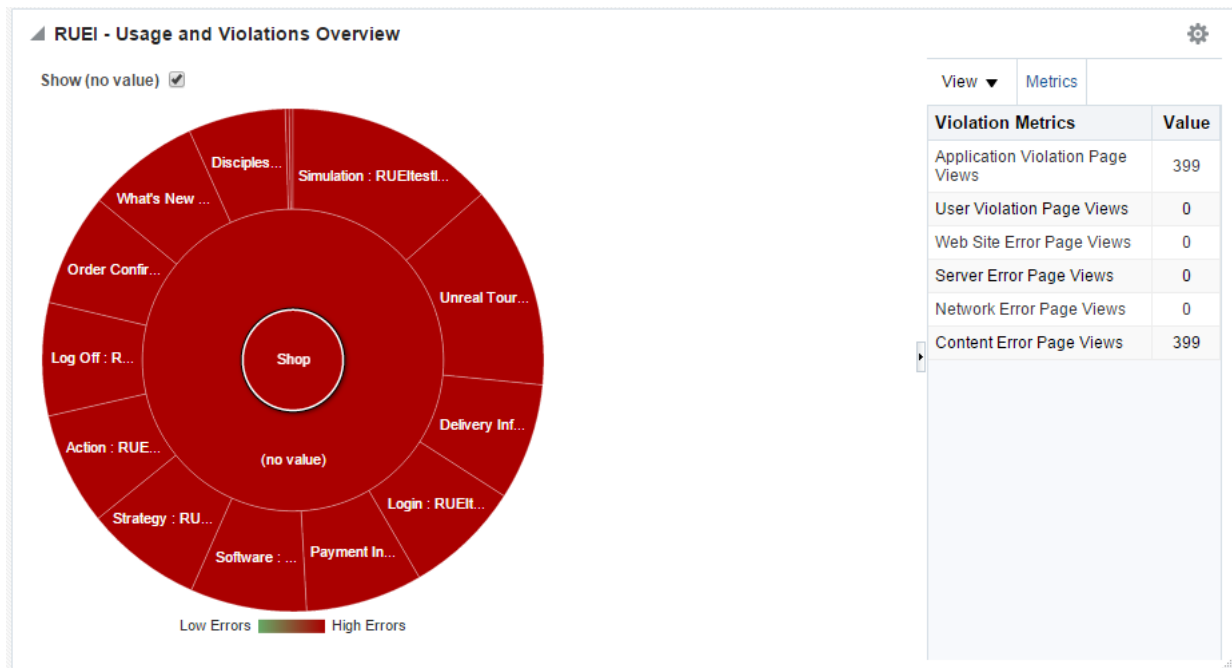 RUEI - Usage and Violations Overview
Show (no value)
View
Metrics
Violation Metrics
Value
Application Violation Page
Views
399
User Violation Page Views
0
Web Site Error Page Views
0
Server Error Page Views
0
Network Error Page Views
0
Content Error Page Views
399
Disciples...
Simulation : RUEItestI...
What's New ...
Order Confir...
Unreal Tour...
Log Off : R...
Shop
Delivery Inf...
Action : RUE...
(no value)
Login : RUEIt...
Strategy : RU...
Software : ...
Payment In...
Low Errors
High Errors